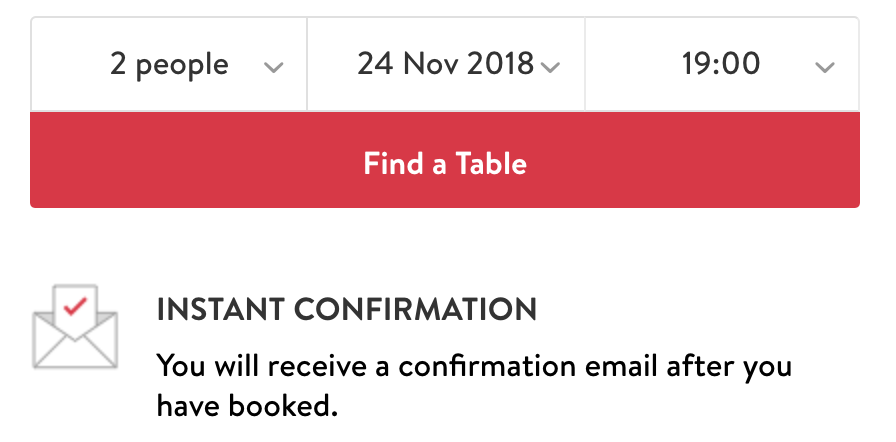 2 people 24 Nov 2018 19:00
Find a Table
INSTANT CONFIRMATION
You will receive a confirmation email after you
have booked.